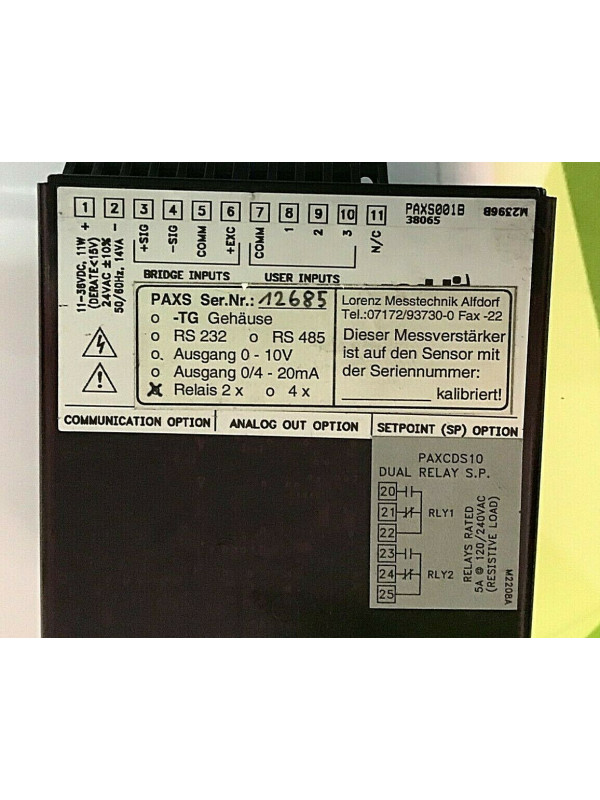 1 2 3 4 5 6 7 8 9 10 11 PAXS001B M2396B
38065
+ - +SIG -SIG COMM +EXC COMM 1 2 3 N/C
11-36VDC, 11W
(DERATE<15V)
24VAC ±10%
50/60Hz, 14VA
BRIDGE INPUTS USER INPUTS
PAXS Ser.Nr.: 12685
o -TG Gehäuse
o RS 232 o RS 485
o Ausgang 0 - 10V
o Ausgang 0/4 - 20mA
o Relais 2 x o 4 x
Lorenz Messtechnik Alfdorf
Tel.:07172/93730-0 Fax -22
Dieser Messverstärker
ist auf den Sensor mit
der Seriennummer:
____________ kalibriert!
COMMUNICATION OPTION ANALOG OUT OPTION SETPOINT (SP) OPTION
PAXCDS10
DUAL RELAY S.P.
20
21 RLY1
22
23
24 RLY2
25
RELAYS RATED
5A @ 120/240VAC
(RESISTIVE LOAD)
M2208A